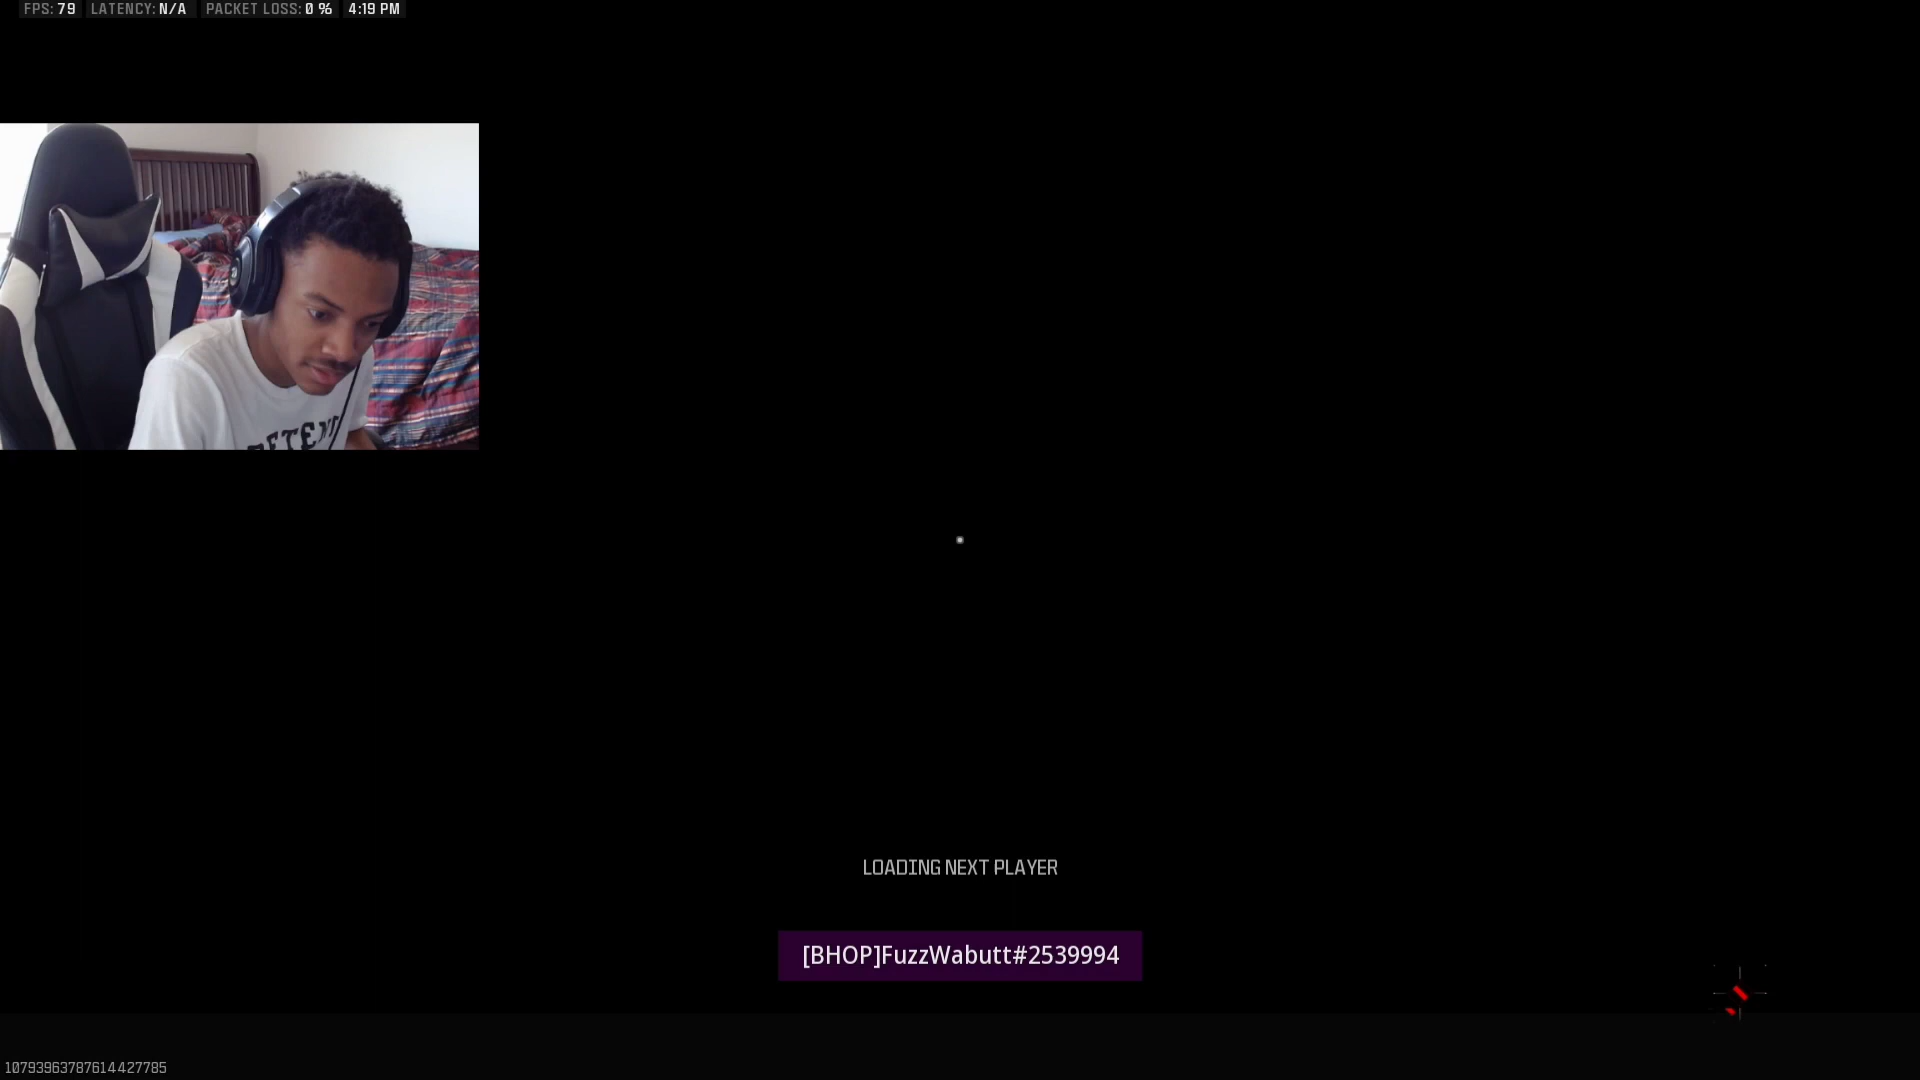 FPS: 79 LATENCY: N/A PACKET LOSS: 0 % 4:19 PM
LOADING NEXT PLAYER
[BHOP]FuzzWabutt#2539994
10793963787614427785